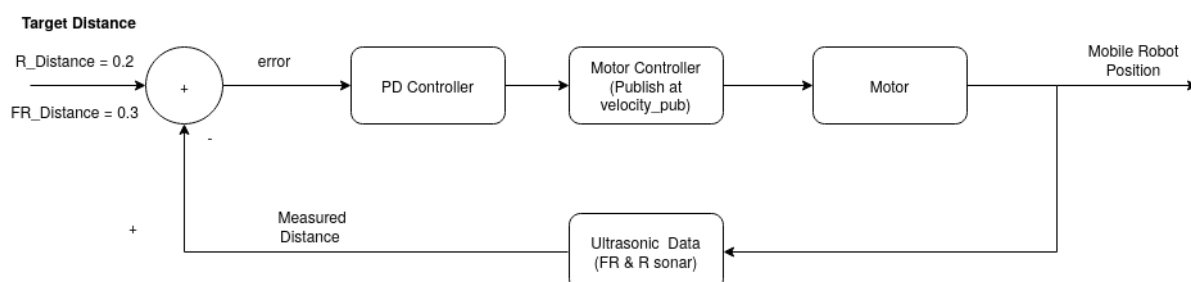 Target Distance
R_Distance = 0.2
FR_Distance = 0.3
+
-
error
PD Controller
Motor Controller
(Publish at
velocity_pub)
Motor
Mobile Robot
Position
+
Measured
Distance
Ultrasonic Data
(FR & R sonar)